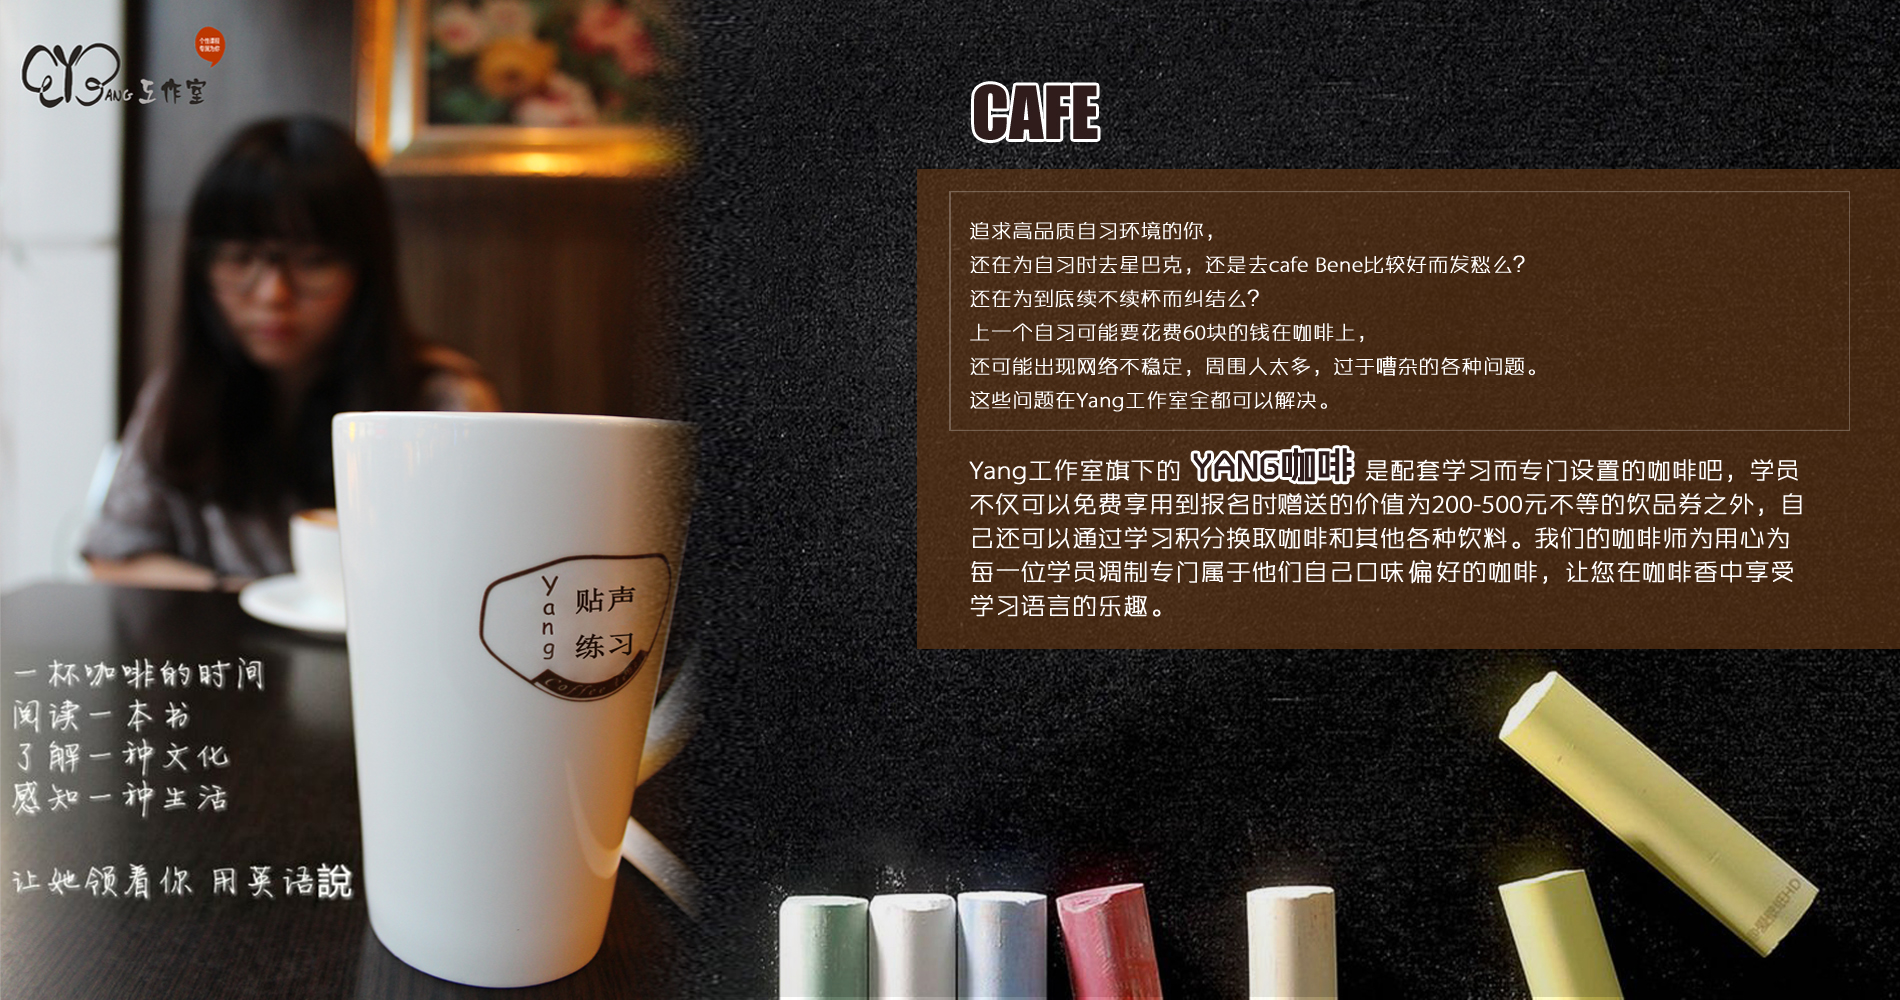 YANG工作室
个性课程
专属为你
CAFE
追求高品质自习环境的你，
还在为自习时去星巴克，还是去cafe Bene比较好而发愁么？
还在为到底续不续杯而纠结么？
上一个自习可能要花费60块的钱在咖啡上，
还可能出现网络不稳定，周围人太多，过于嘈杂的各种问题。
这些问题在Yang工作室全都可以解决。
Yang工作室旗下的 YANG咖啡 是配套学习而专门设置的咖啡吧，学员
不仅可以免费享用到报名时赠送的价值为200-500元不等的饮品券之外，自
己还可以通过学习积分换取咖啡和其他各种饮料。我们的咖啡师为用心为
每一位学员调制专门属于他们自己口味偏好的咖啡，让您在咖啡香中享受
学习语言的乐趣。
yang
贴声
练习
Coffee
一杯咖啡的时间
阅读一本书
了解一种文化
感知一种生活
让她领着你 用英语說